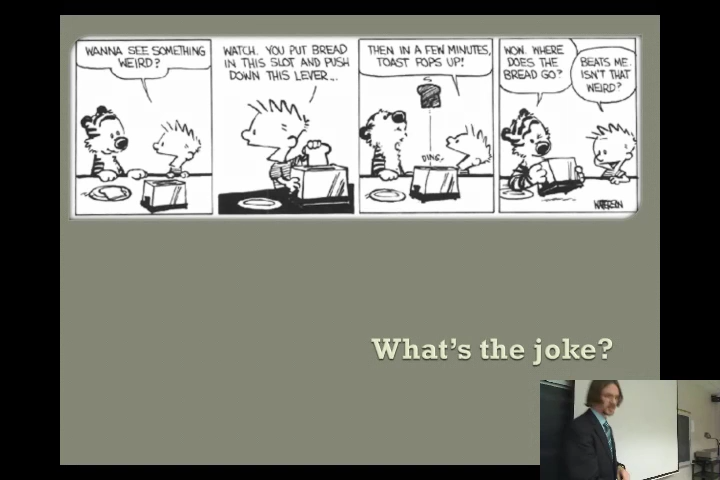 WANNA SEE SOMETHING
WEIRD?
WATCH. YOU PUT BREAD
IN THIS SLOT AND PUSH
DOWN THIS LEVER...
THEN IN A FEW MINUTES,
TOAST POPS UP!
DING!
WOW. WHERE
DOES THE
BREAD GO?
BEATS ME.
ISN'T THAT
WEIRD?
WATTERSON
What's the joke?